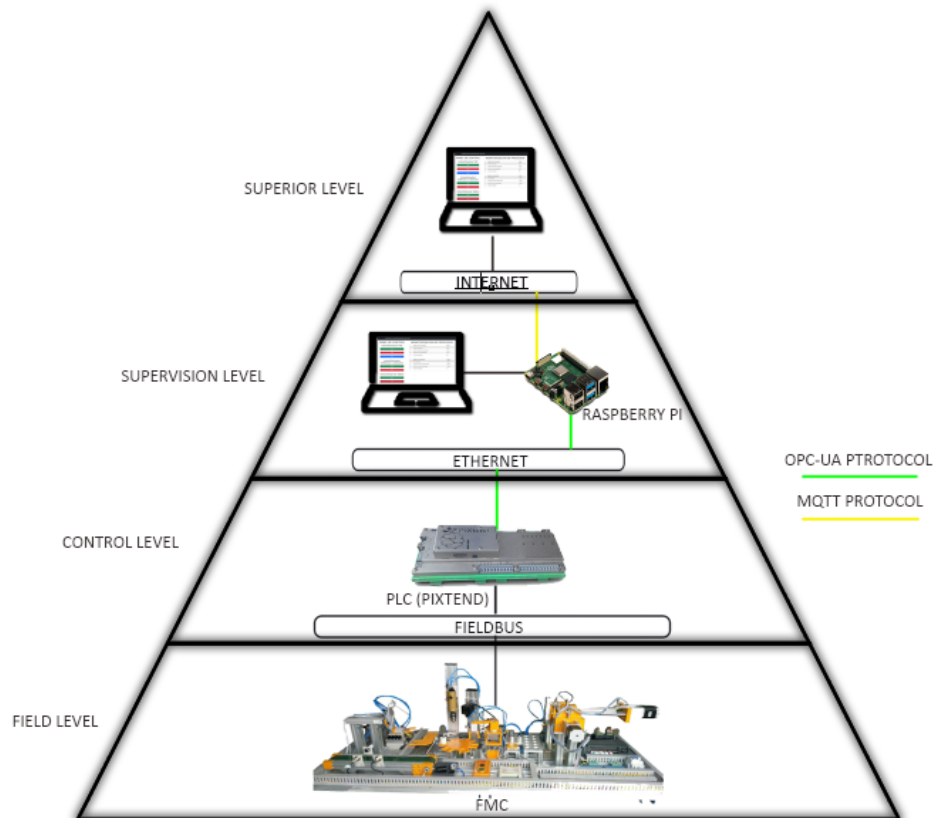 SUPERIOR LEVEL
INTERNET
SUPERVISION LEVEL
RASPBERRY PI
ETHERNET
OPC-UA PTROTOCOL
MQTT PROTOCOL
CONTROL LEVEL
PLC (PIXTEND)
FIELDBUS
FIELD LEVEL
FMC